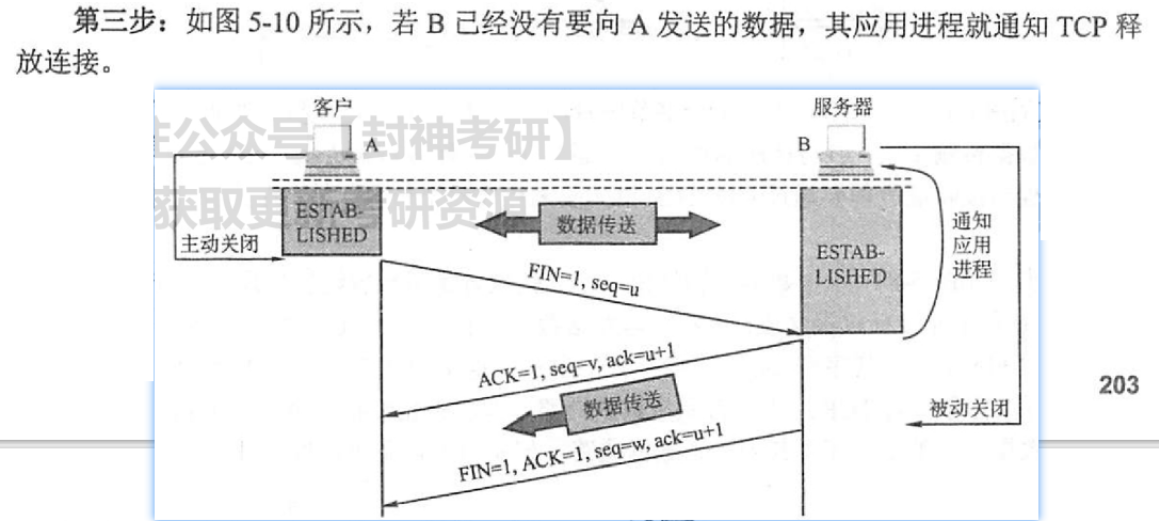 第三步：如图 5-10 所示，若 B 已经没有要向 A 发送的数据，其应用进程就通知 TCP 释
放连接。
客户
服务器
主公众号【封神考研】
A
B
获取更新考研资源
ESTAB-
LISHED
数据传送
通知
应用
进程
主动关闭
ESTAB-
LISHED
FIN=1, seq=u
ACK=1, seq=v, ack=u+1
203
数据传送
被动关闭
FIN=1, ACK=1, seq=w, ack=u+1